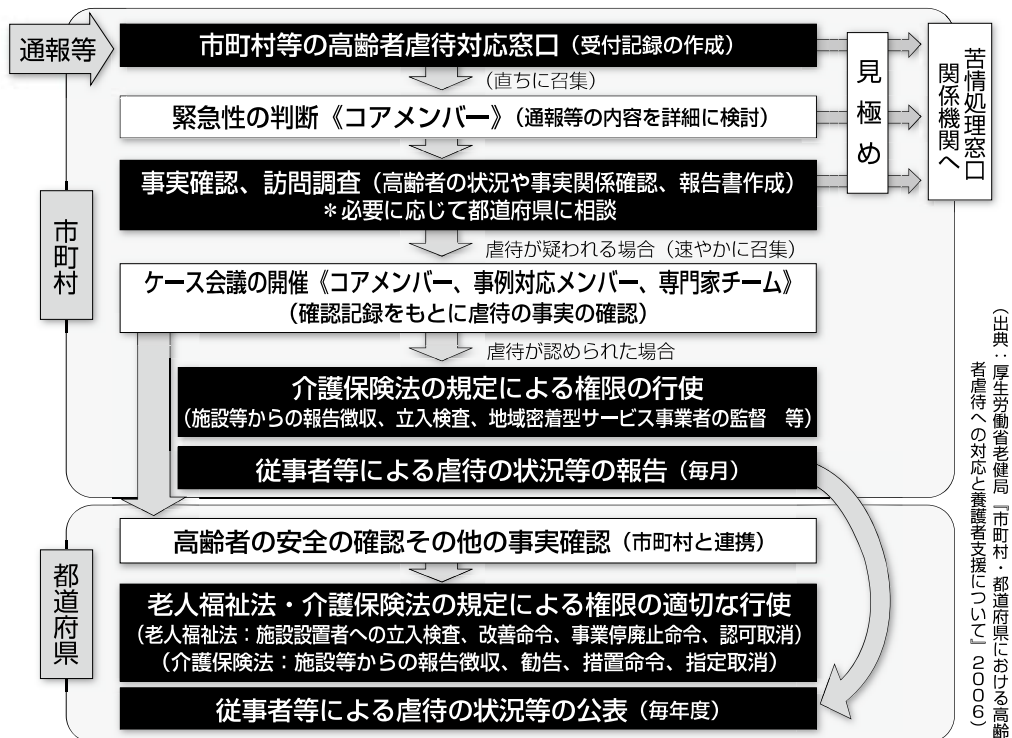 通報等
市町村等の高齢者虐待対応窓口（受付記録の作成）
（直ちに召集）
緊急性の判断《コアメンバー》（通報等の内容を詳細に検討）
事実確認、訪問調査（高齢者の状況や事実関係確認、報告書作成）
＊必要に応じて都道府県に相談
見極め
苦情処理窓口
関係機関へ
市町村
虐待が疑われる場合（速やかに召集）
ケース会議の開催《コアメンバー、事例対応メンバー、専門家チーム》
（確認記録をもとに虐待の事実の確認）
虐待が認められた場合
介護保険法の規定による権限の行使
（施設等からの報告徴収、立入検査、地域密着型サービス事業者の監督　等）
従事者等による虐待の状況等の報告（毎月）
都道府県
高齢者の安全の確認その他の事実確認（市町村と連携）
老人福祉法・介護保険法の規定による権限の適切な行使
（老人福祉法：施設設置者への立入検査、改善命令、事業停廃止命令、認可取消）
（介護保険法：施設等からの報告徴収、勧告、措置命令、指定取消）
従事者等による虐待の状況等の公表（毎年度）
（出典：厚生労働省老健局『市町村・都道府県における高齢
者虐待への対応と養護者支援について』2006）